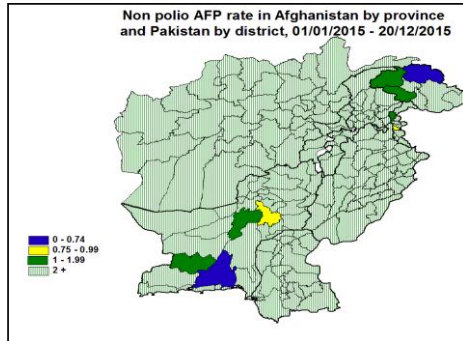 Non polio AFP rate in Afghanistan by province
and Pakistan by district, 01/01/2015 - 20/12/2015
0 - 0.74
0.75 - 0.99
1 - 1.99
2 +